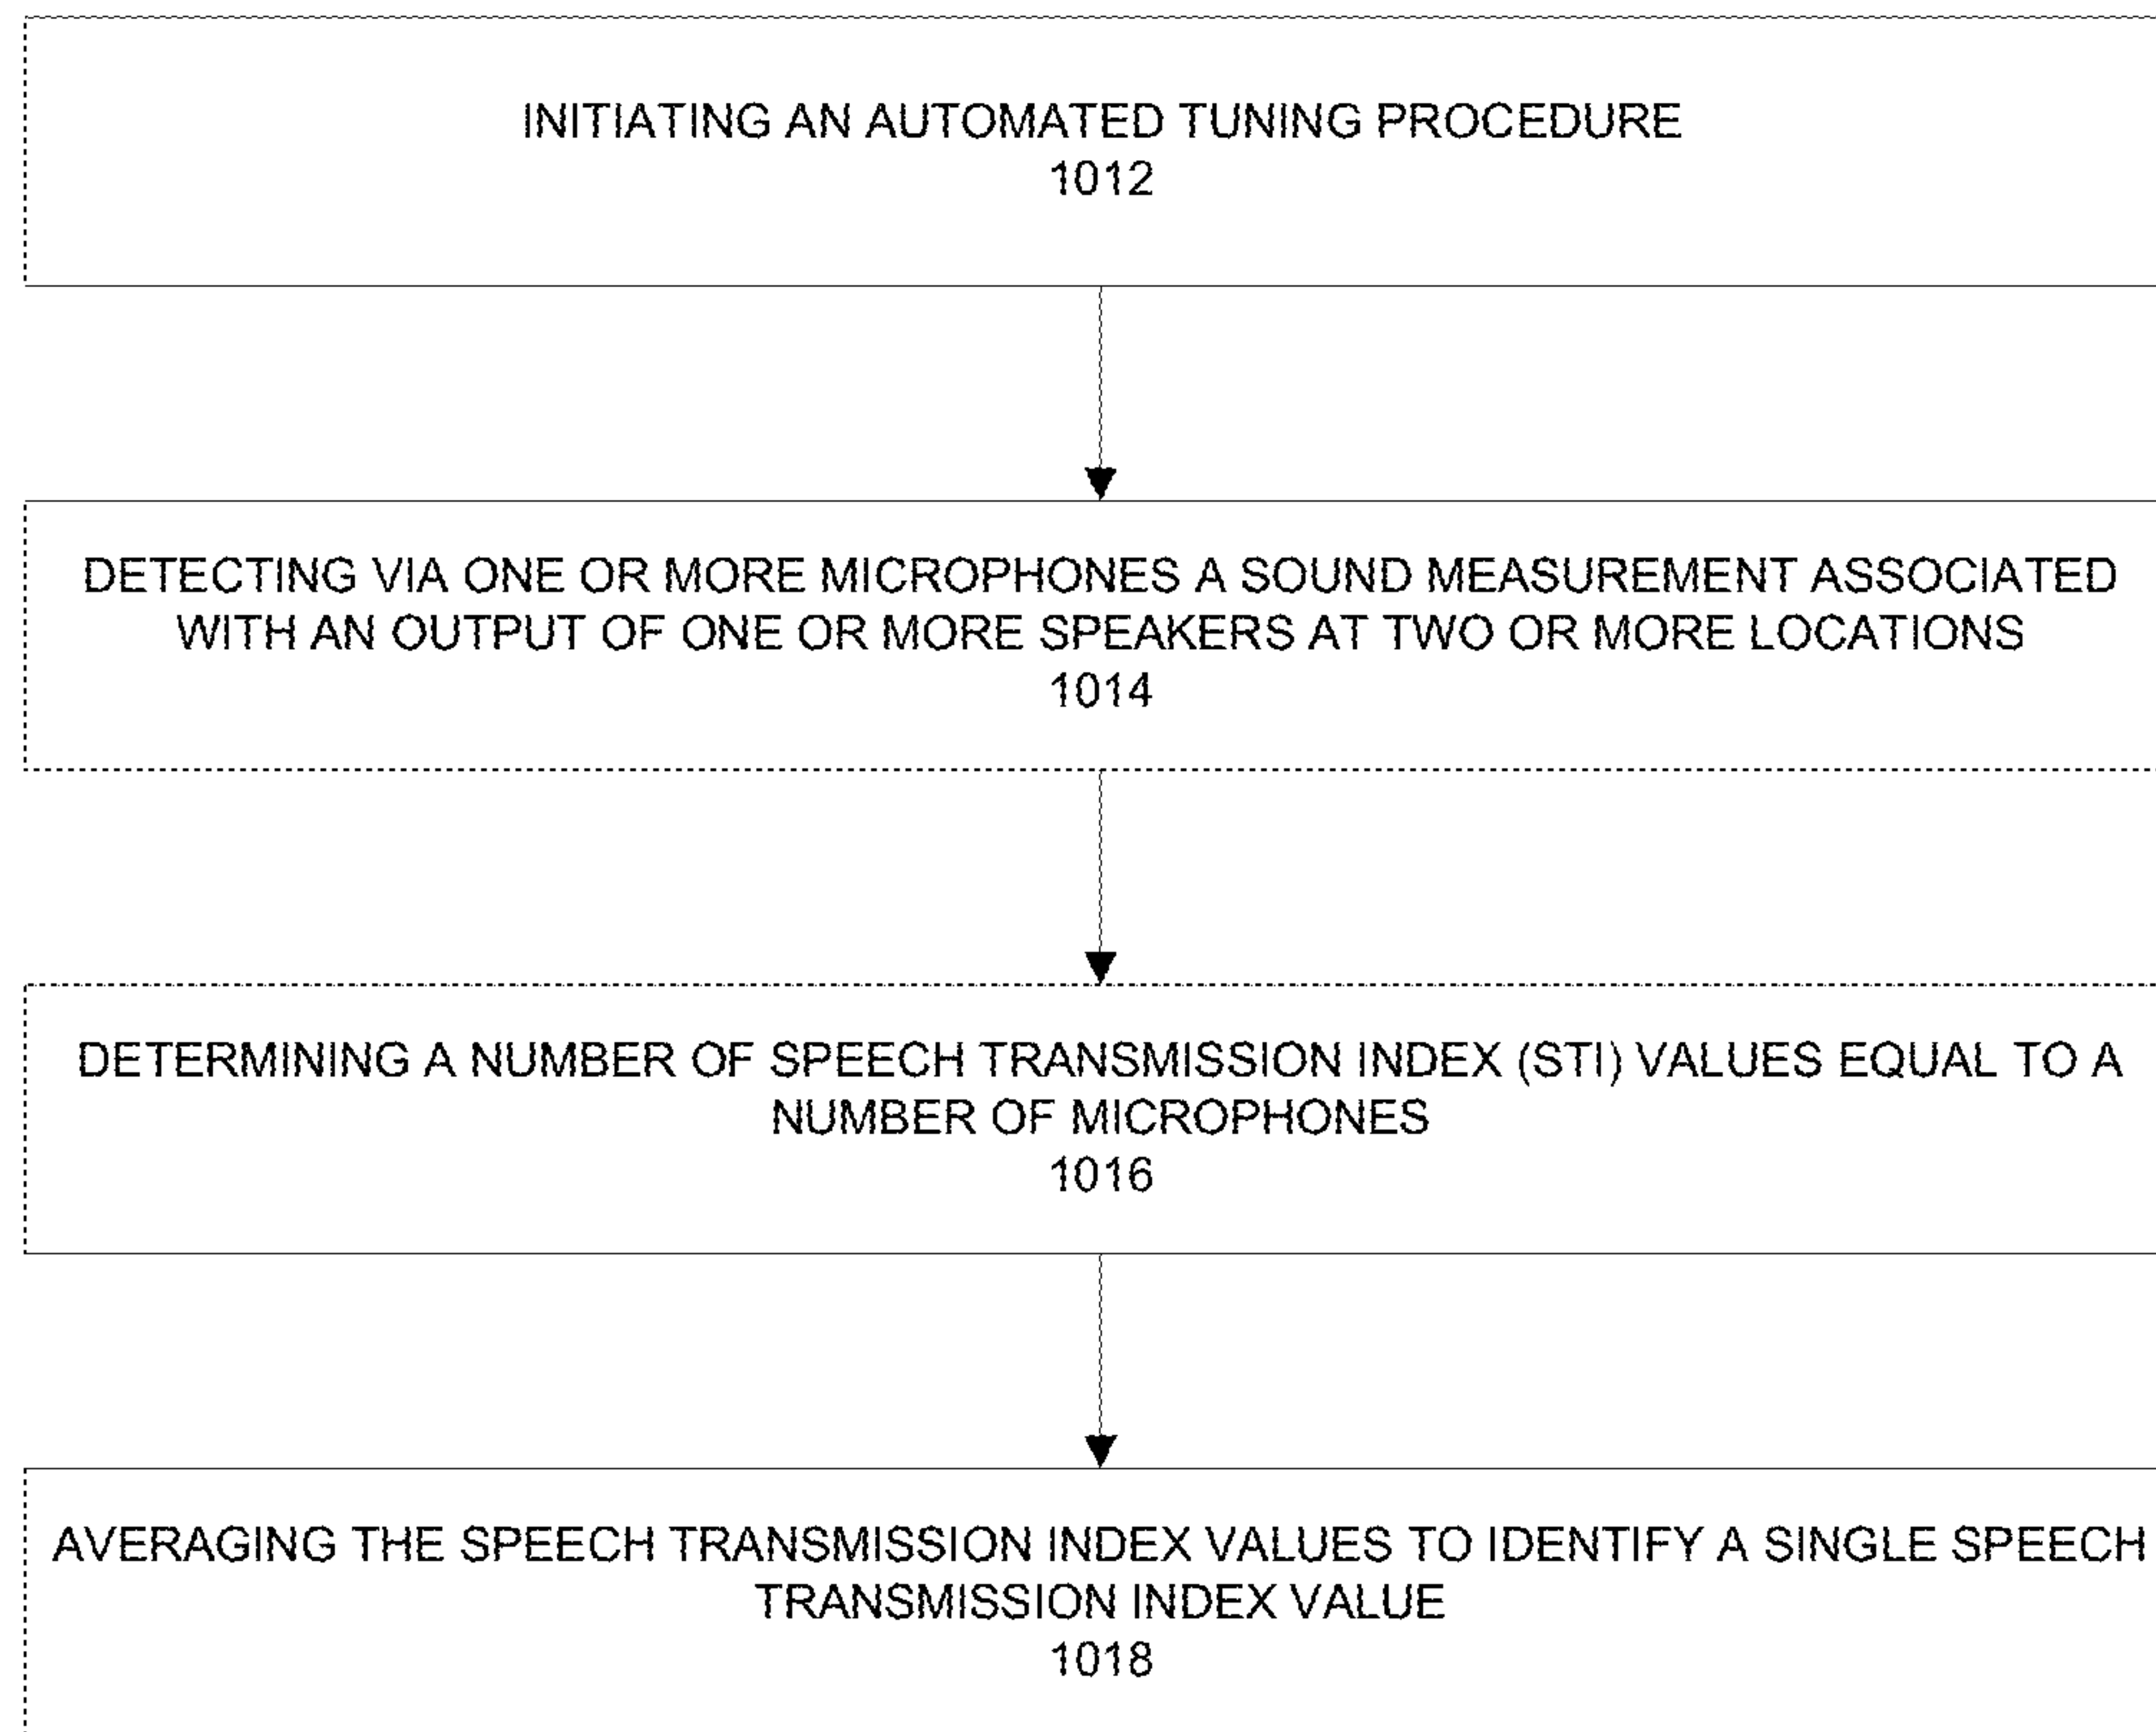 INITIATING AN AUTOMATED TUNING PROCEDURE
1012
DETECTING VIA ONE OR MORE MICROPHONES A SOUND MEASUREMENT ASSOCIATED
WITH AN OUTPUT OF ONE OR MORE SPEAKERS AT TWO OR MORE LOCATIONS
1014
DETERMINING A NUMBER OF SPEECH TRANSMISSION INDEX (STI) VALUES EQUAL TO A
NUMBER OF MICROPHONES
1016
AVERAGING THE SPEECH TRANSMISSION INDEX VALUES TO IDENTIFY A SINGLE SPEECH
TRANSMISSION INDEX VALUE
1018